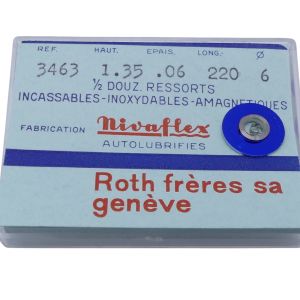 REF. HAUT. EPAIS. LONG. Ø
3463 1.35 .06 220 6
½ DOUZ. RESSORTS
INCASSABLES-INOXYDABLES-AMAGNETIQUES
FABRICATION Nivaflex
AUTOLUBRIFIES
Roth frères sa
genève